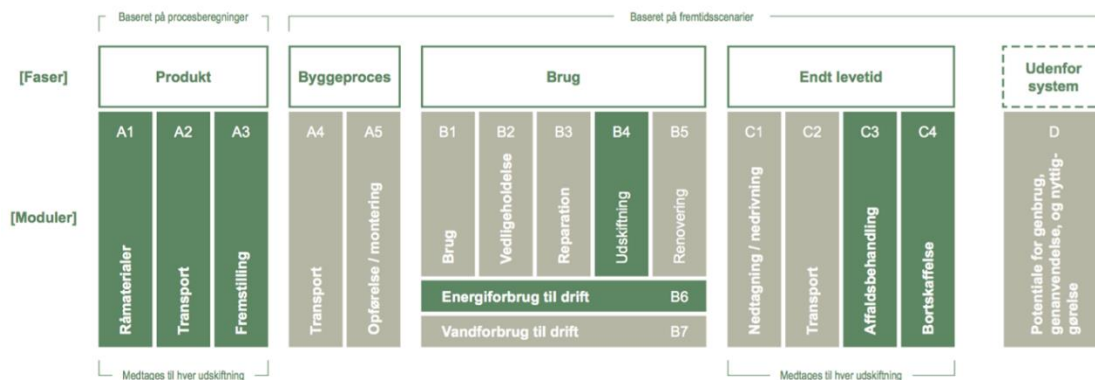 Baseret på procesberegninger
Baseret på fremtidsscenarier
[Faser]
Produkt
Byggeproces
Brug
Endt levetid
Udenfor
system
[Moduler]
A1
Råmaterialer
A2
Transport
A3
Fremstilling
A4
Transport
A5
Opførelse / montering
B1
Brug
B2
Vedligeholdelse
B3
Reparation
B4
Udskiftning
B5
Renovering
Energiforbrug til drift B6
Vandforbrug til drift B7
C1
Nedtagning / nedrivning
C2
Transport
C3
Affaldsbehandling
C4
Bortskaffelse
D
Potentiale for genbrug,
genanvendelse, og nyttig-
gørelse
Medtages til hver udskiftning
Medtages til hver udskiftning